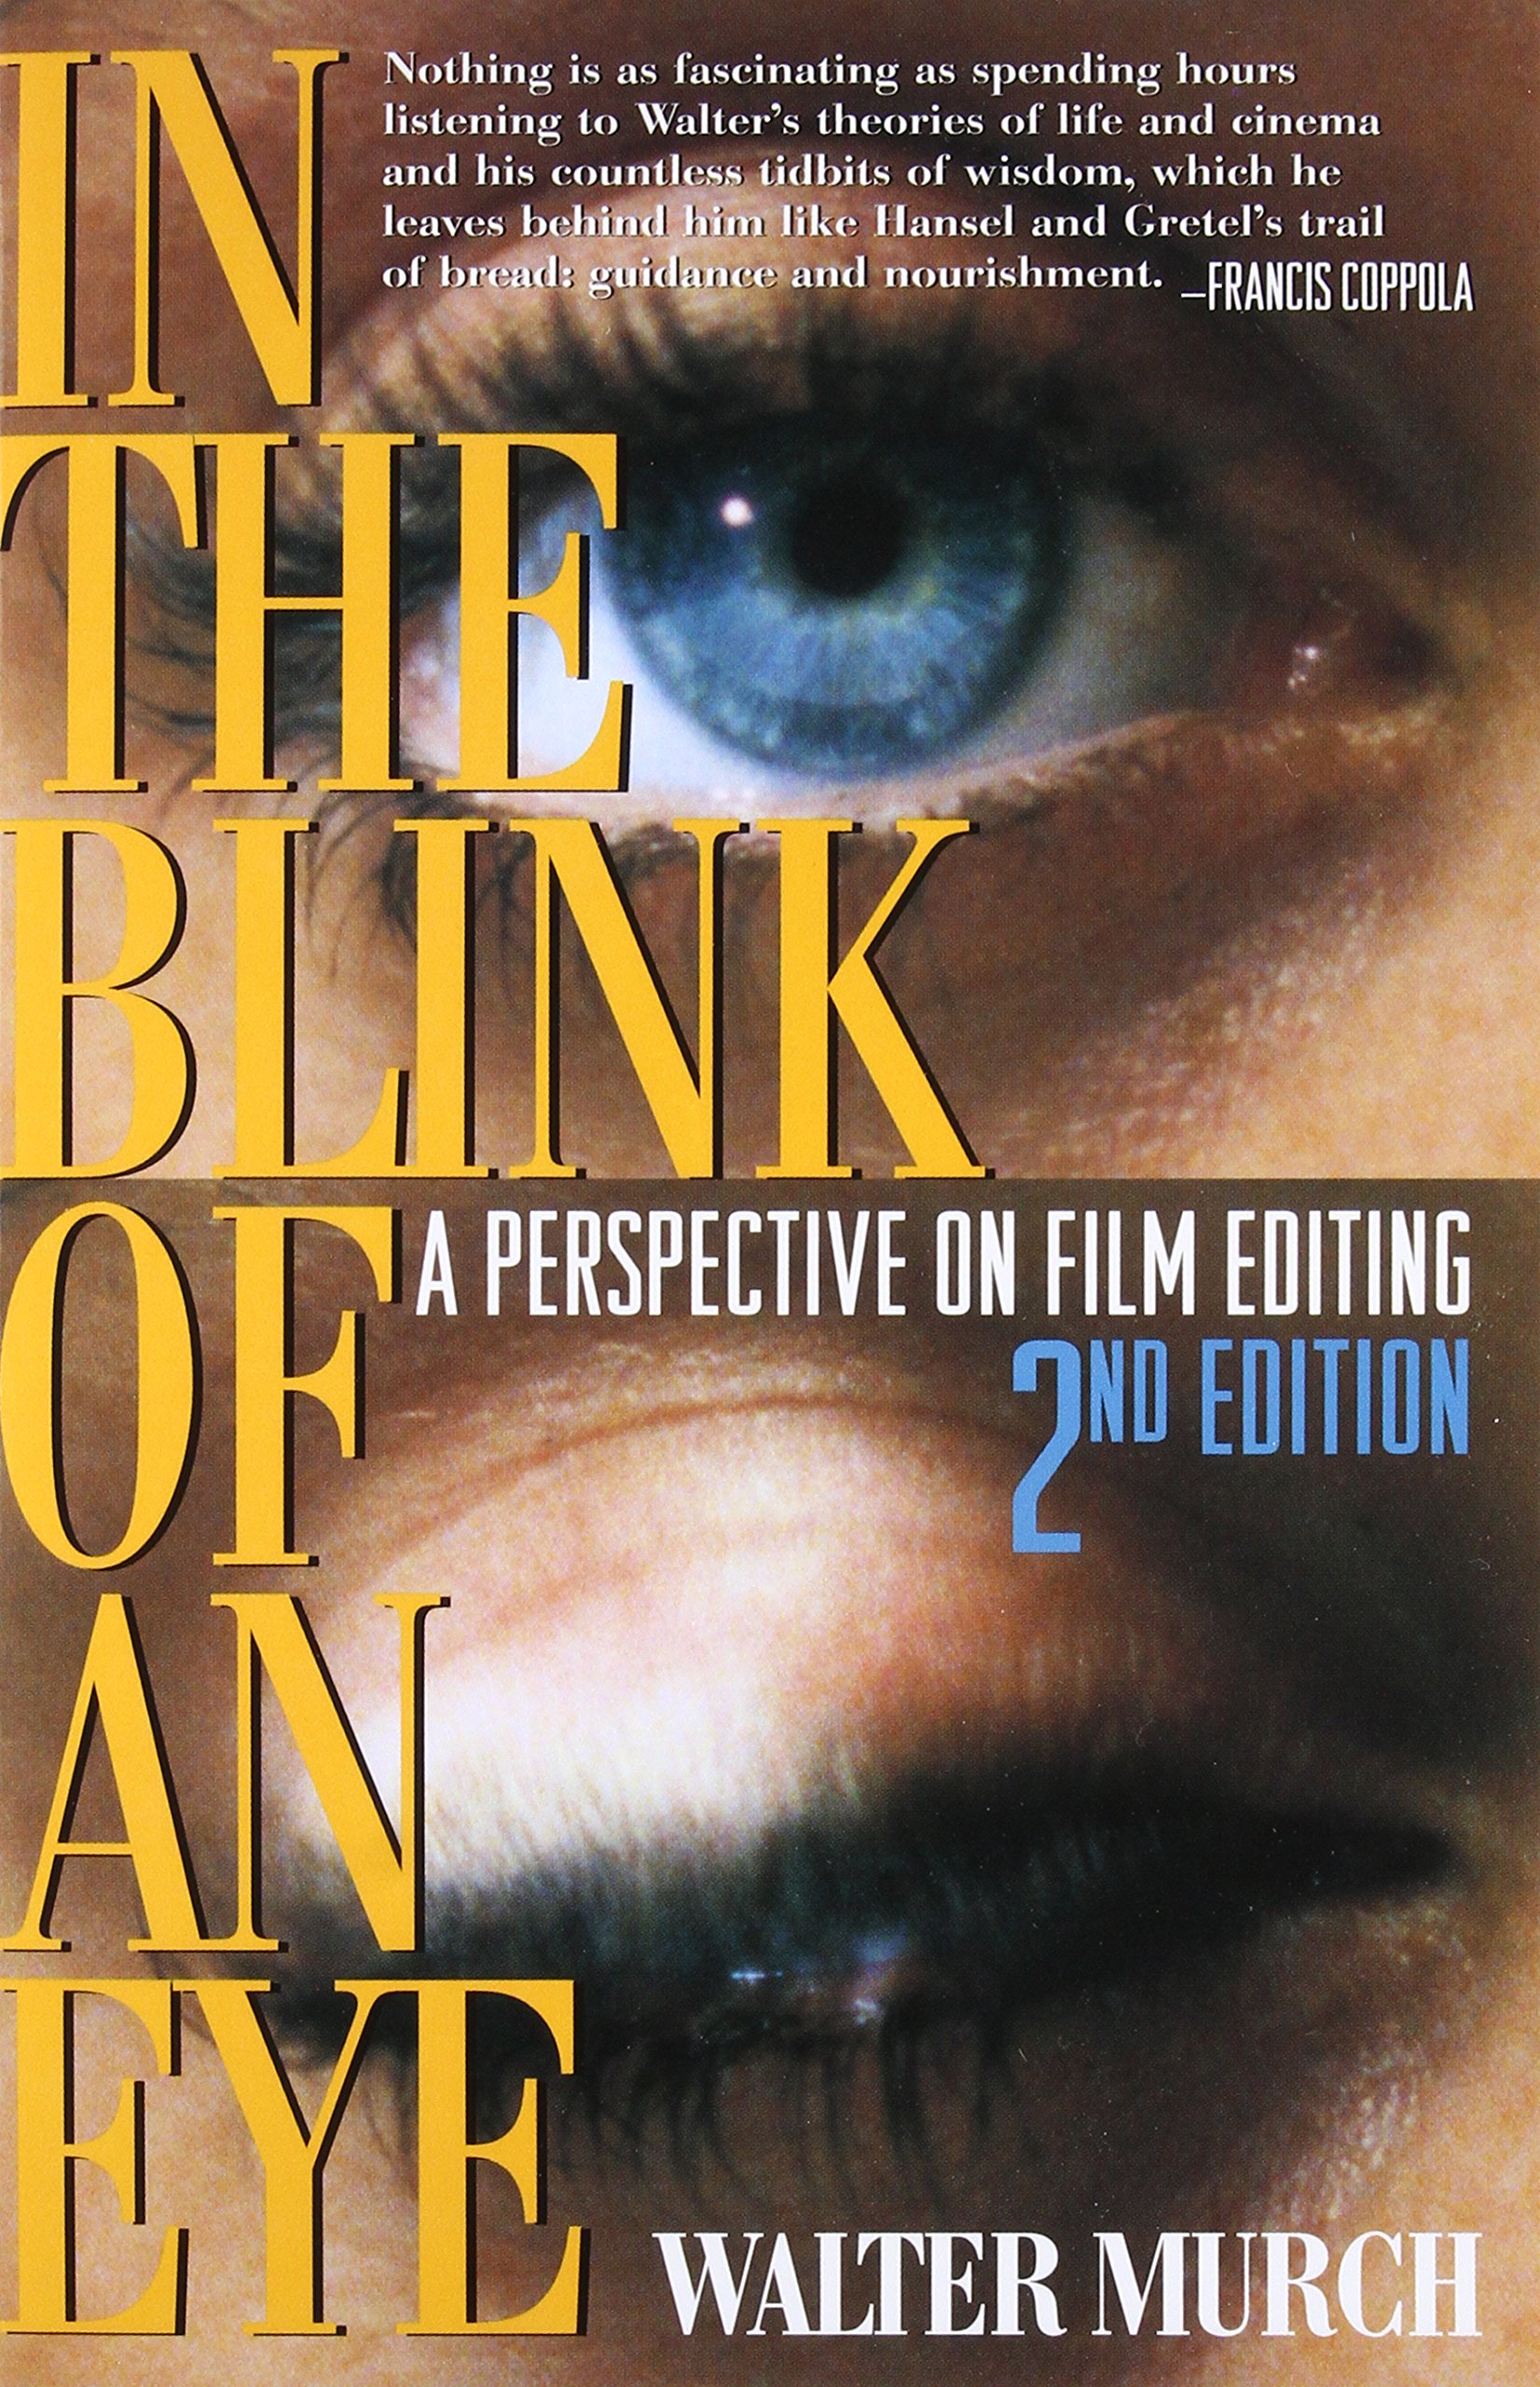 IN
Nothing is as fascinating as spending hours
listening to Walter's theories of life and cinema
and his countless tidbits of wisdom, which he
leaves behind him like Hansel and Gretel's trail
of bread: guidance and nourishment. –FRANCIS COPPOLA
THE
BLINK
OF
A PERSPECTIVE ON FILM EDITING
2ND EDITION
AN
EYE
WALTER MURCH